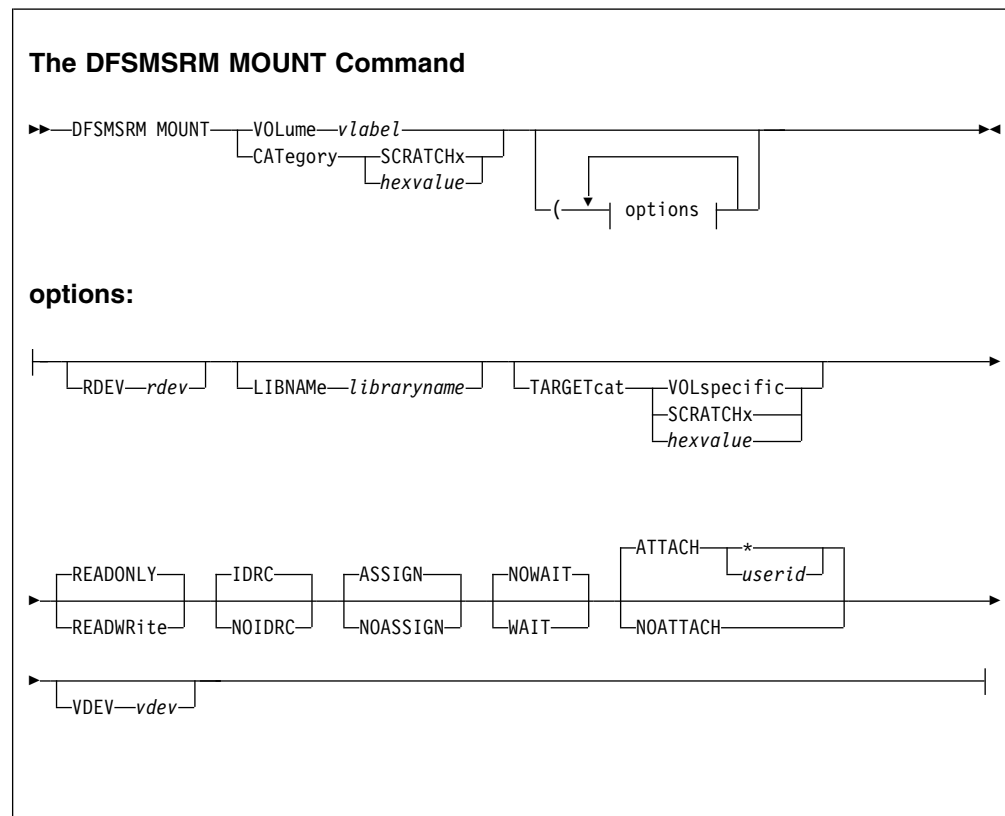 The DFSMSRM MOUNT Command
DFSMSRM MOUNT VOLume vlabel
CATegory SCRATCHx
hexvalue
( options
options:
RDEV rdev LIBNAMe libraryname TARGETcat VOLspecific
SCRATCHx
hexvalue
ATTACH *
READONLY IDRC ASSIGN NOWAIT userid
READWRite NOIDRC NOASSIGN WAIT NOATTACH
VDEV vdev